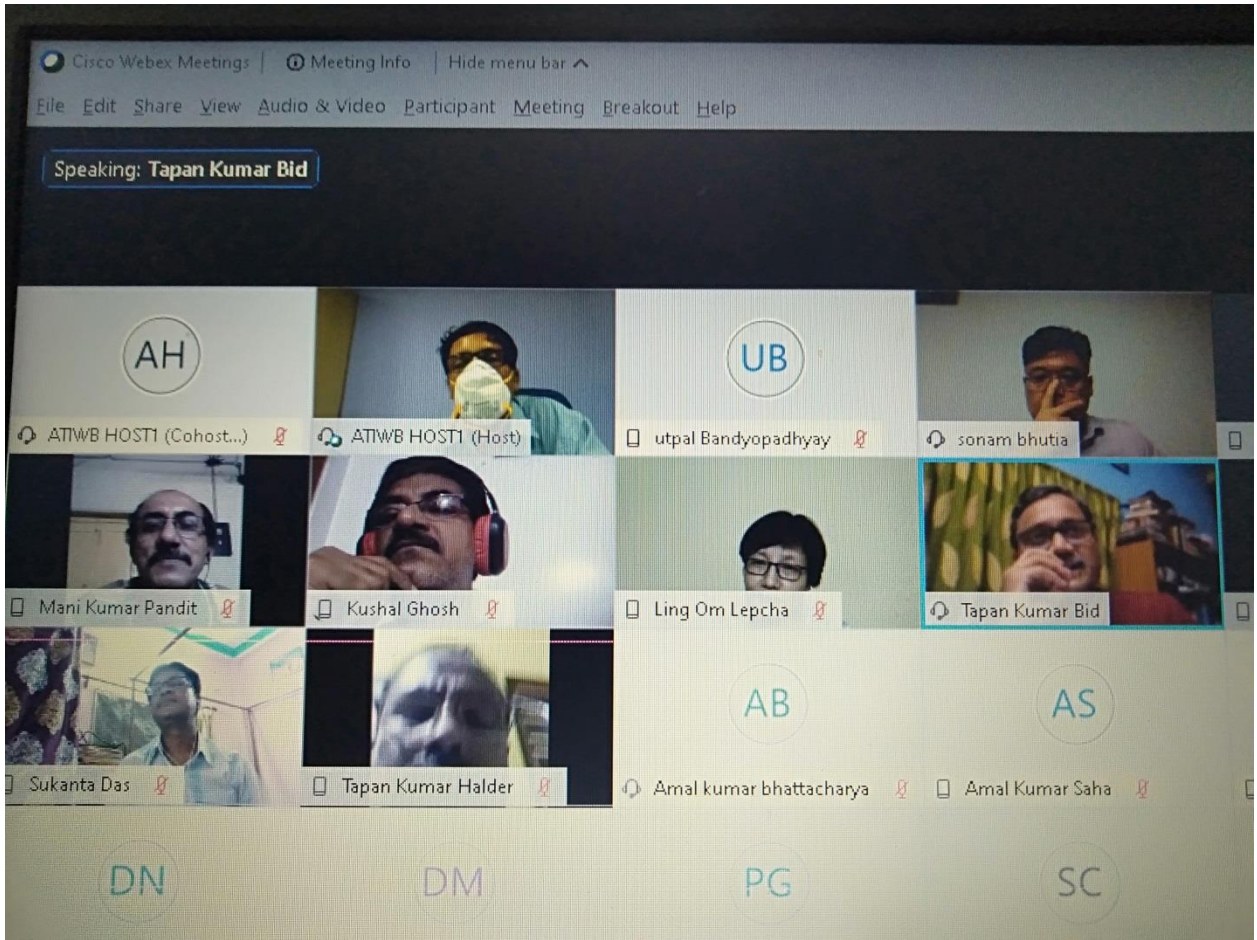 Cisco Webex Meetings | Meeting Info | Hide menu bar
File Edit Share View Audio & Video Participant Meeting Breakout Help
Speaking: Tapan Kumar Bid
AH
UB
ATIWB HOST1 (Cohost...)
ATIWB HOST1 (Host)
utpal Bandyopadhyay
sonam bhutia
Mani Kumar Pandit
Kushal Ghosh
Ling Om Lepcha
Tapan Kumar Bid
AB
AS
Sukanta Das
Tapan Kumar Halder
Amal kumar bhattacharya
Amal Kumar Saha
DN
DM
PG
SC